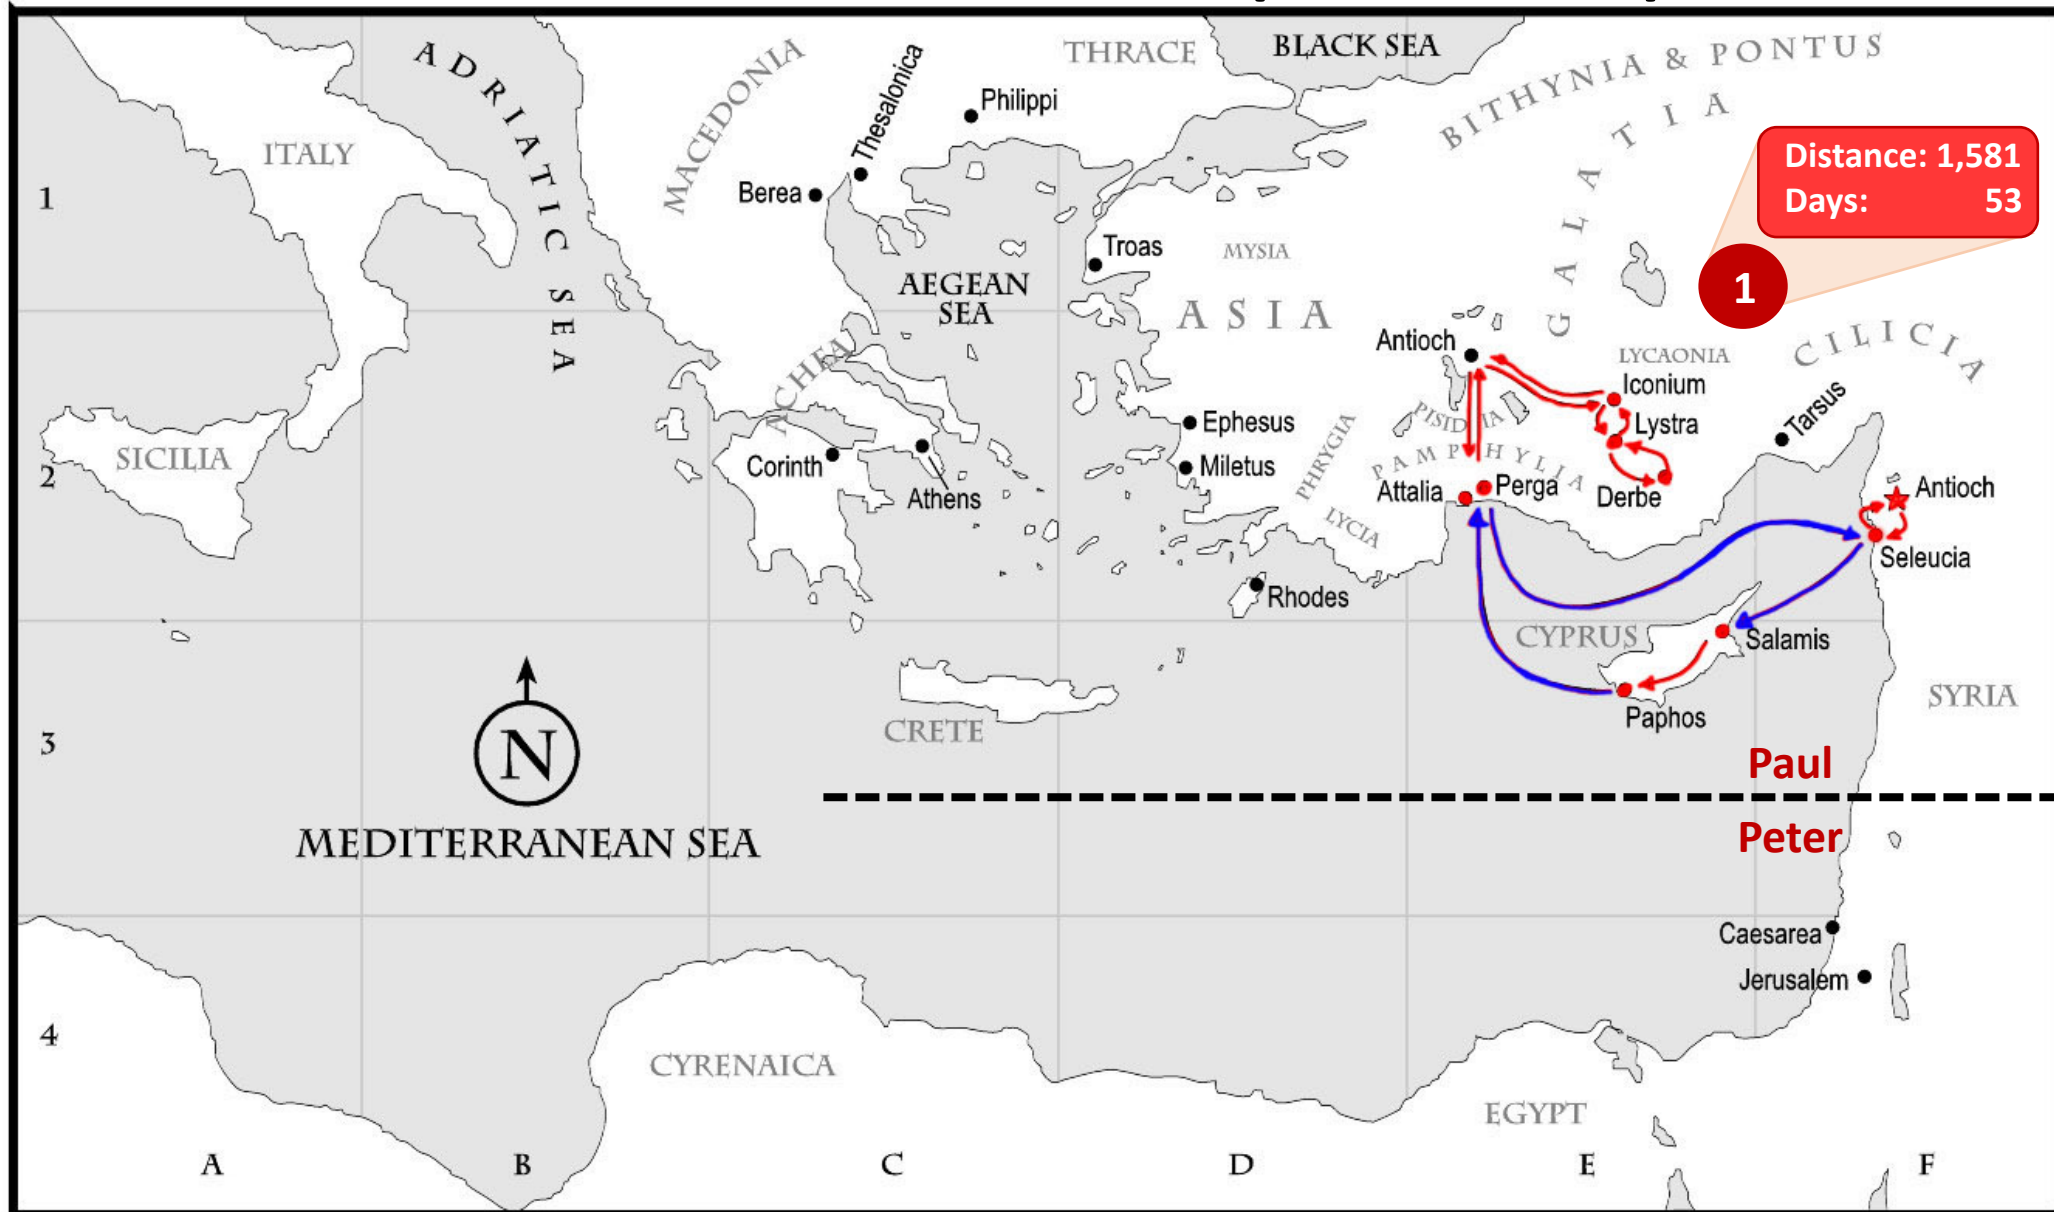 BLACK SEA
THRACE
BITHYNIA & PONTUS
ADRIATIC SEA
MACEDONIA
Thesalonica
Philippi
GALATIA
ITALY
Distance: 1,581
Days: 53
1
Berea
Troas
MYSIA
AEGEAN
SEA
1
ASIA
Antioch
LYCAONIA
CILICIA
ACHEA
Iconium
Lystra
Tarsus
PISIDIA
PHRYGIA
PAMPHYLIA
Ephesus
SICILIA
2
Corinth
Miletus
Athens
Attalia
Perga
Derbe
Antioch
LYCIA
Seleucia
Rhodes
CYPRUS
Salamis
SYRIA
Paphos
CRETE
3
N
Paul
MEDITERRANEAN SEA
Peter
Caesarea
Jerusalem
4
CYRENAICA
EGYPT
A
B
C
D
E
F